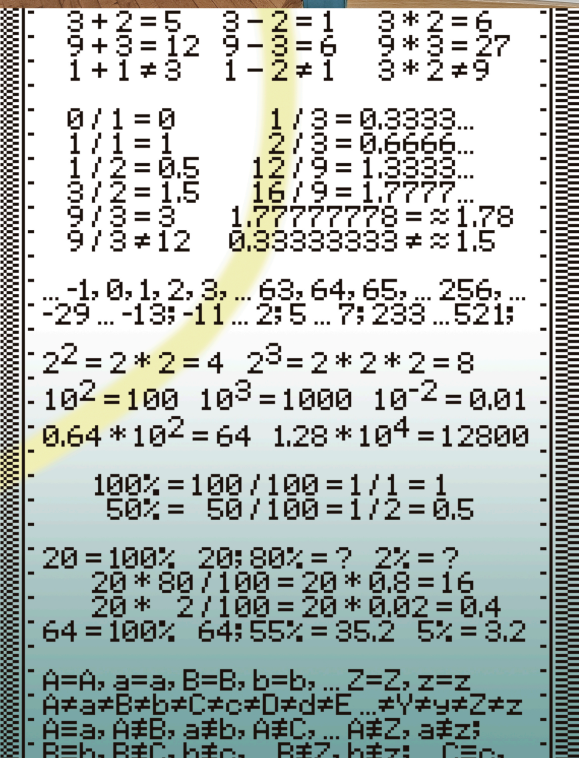 3+2=5 3-2=1 3*2=6
9+3=12 9-3=6 9*3=27
1+1≠3 1-2≠1 3*2≠9
0/1=0 1/3=0.3333...
1/1=1 2/3=0.6666...
1/2=0.5 12/9=1.3333...
3/2=1.5 16/9=1.7777...
9/3=3 1.77777778=≈1.78
9/3≠12 0.33333333≠≈1.5
...-1, 0, 1, 2, 3, ... 63, 64, 65, ... 256, ...
-29 ... -13; -11 ... 2; 5 ... 7; 233 ... 521;
2²=2*2=4 2³=2*2*2=8
10²=100 10³=1000 10⁻²=0.01
0.64*10²=64 1.28*10⁴=12800
100%=100/100=1/1=1
50%= 50/100=1/2=0.5
20=100% 20; 80%=? 2%=?
20*80/100=20*0.8=16
20* 2/100=20*0.02=0.4
64=100% 64; 55%=35.2 5%=3.2
A=A, a=a, B=B, b=b, ... Z=Z, z=z
A≠a≠B≠b≠C≠c≠D≠d≠E ...≠Y≠y≠Z≠z
A≡a, A≢B, a≢b, A≢C, ... A≢Z, a≢z;
B≡b, B≢C, b≢c, B≢Z, b≢z; C≡c,